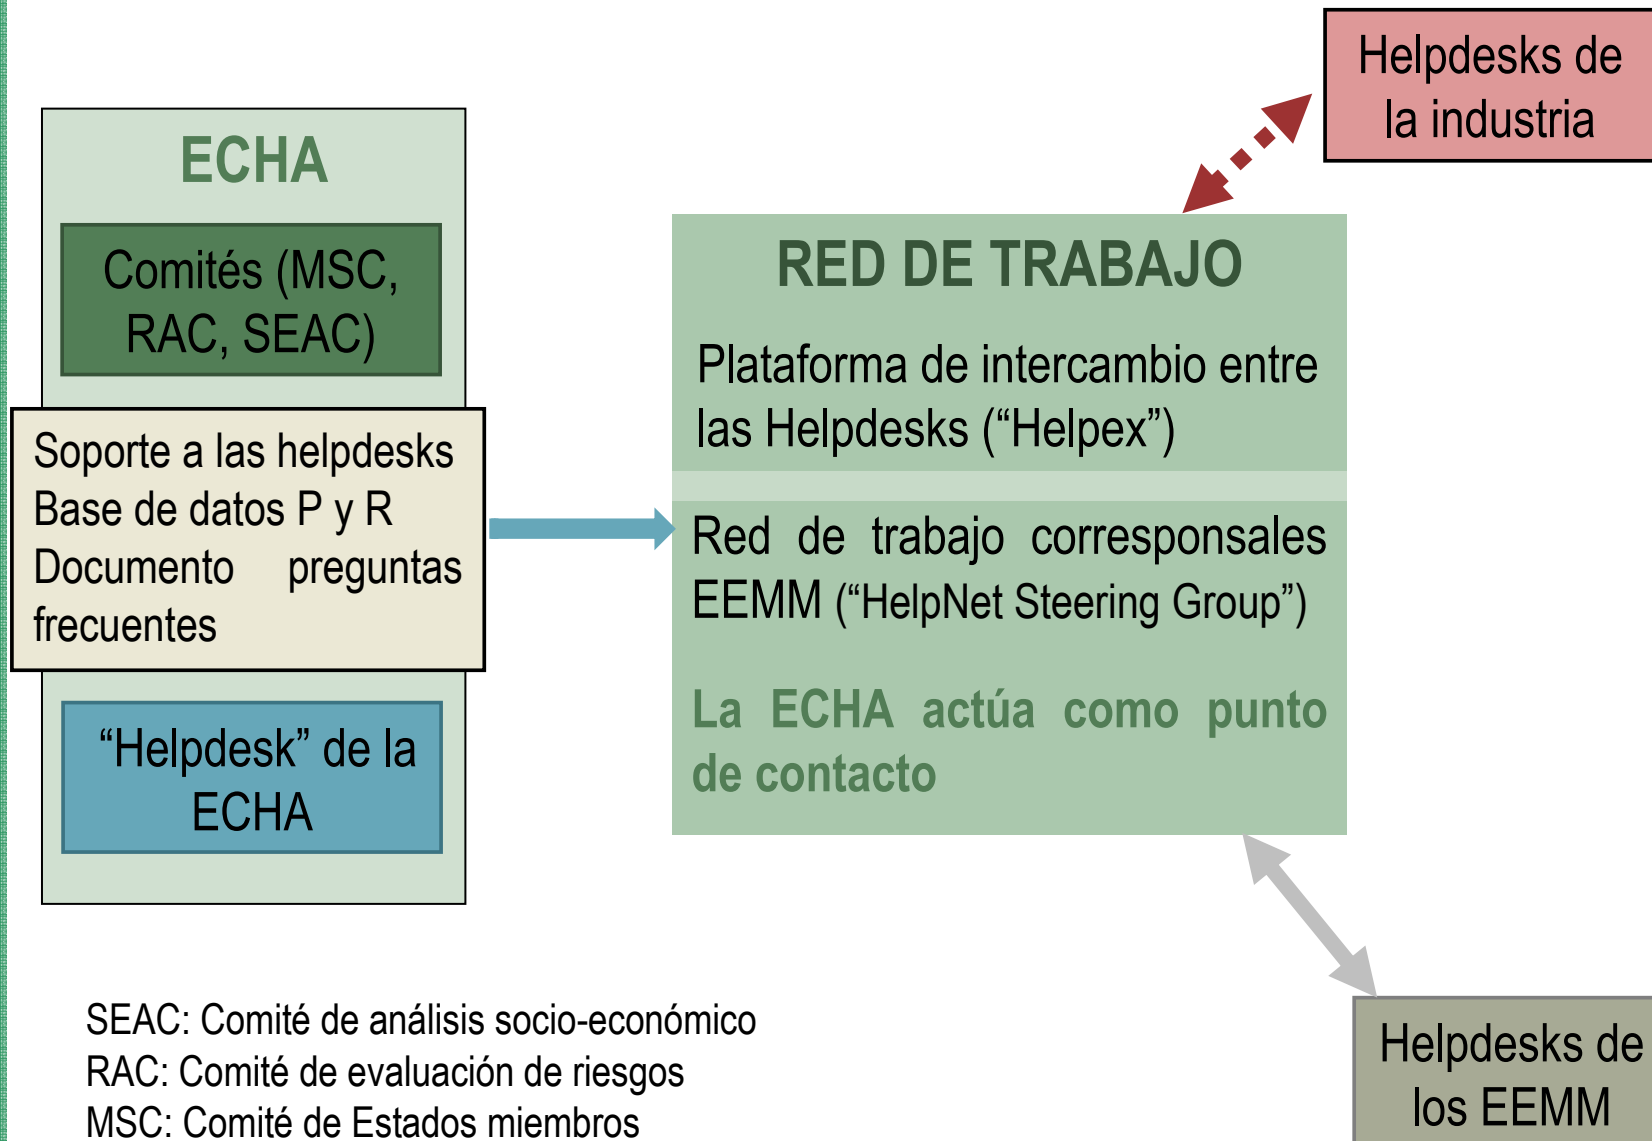 ECHA
Comités (MSC,
RAC, SEAC)
Soporte a las helpdesks
Base de datos P y R
Documento preguntas
frecuentes
“Helpdesk” de la
ECHA
RED DE TRABAJO
Plataforma de intercambio entre
las Helpdesks (“Helpex”)
Red de trabajo corresponsales
EEMM (“HelpNet Steering Group”)
La ECHA actúa como punto
de contacto
Helpdesks de
la industria
Helpdesks de
los EEMM
SEAC: Comité de análisis socio-económico
RAC: Comité de evaluación de riesgos
MSC: Comité de Estados miembros